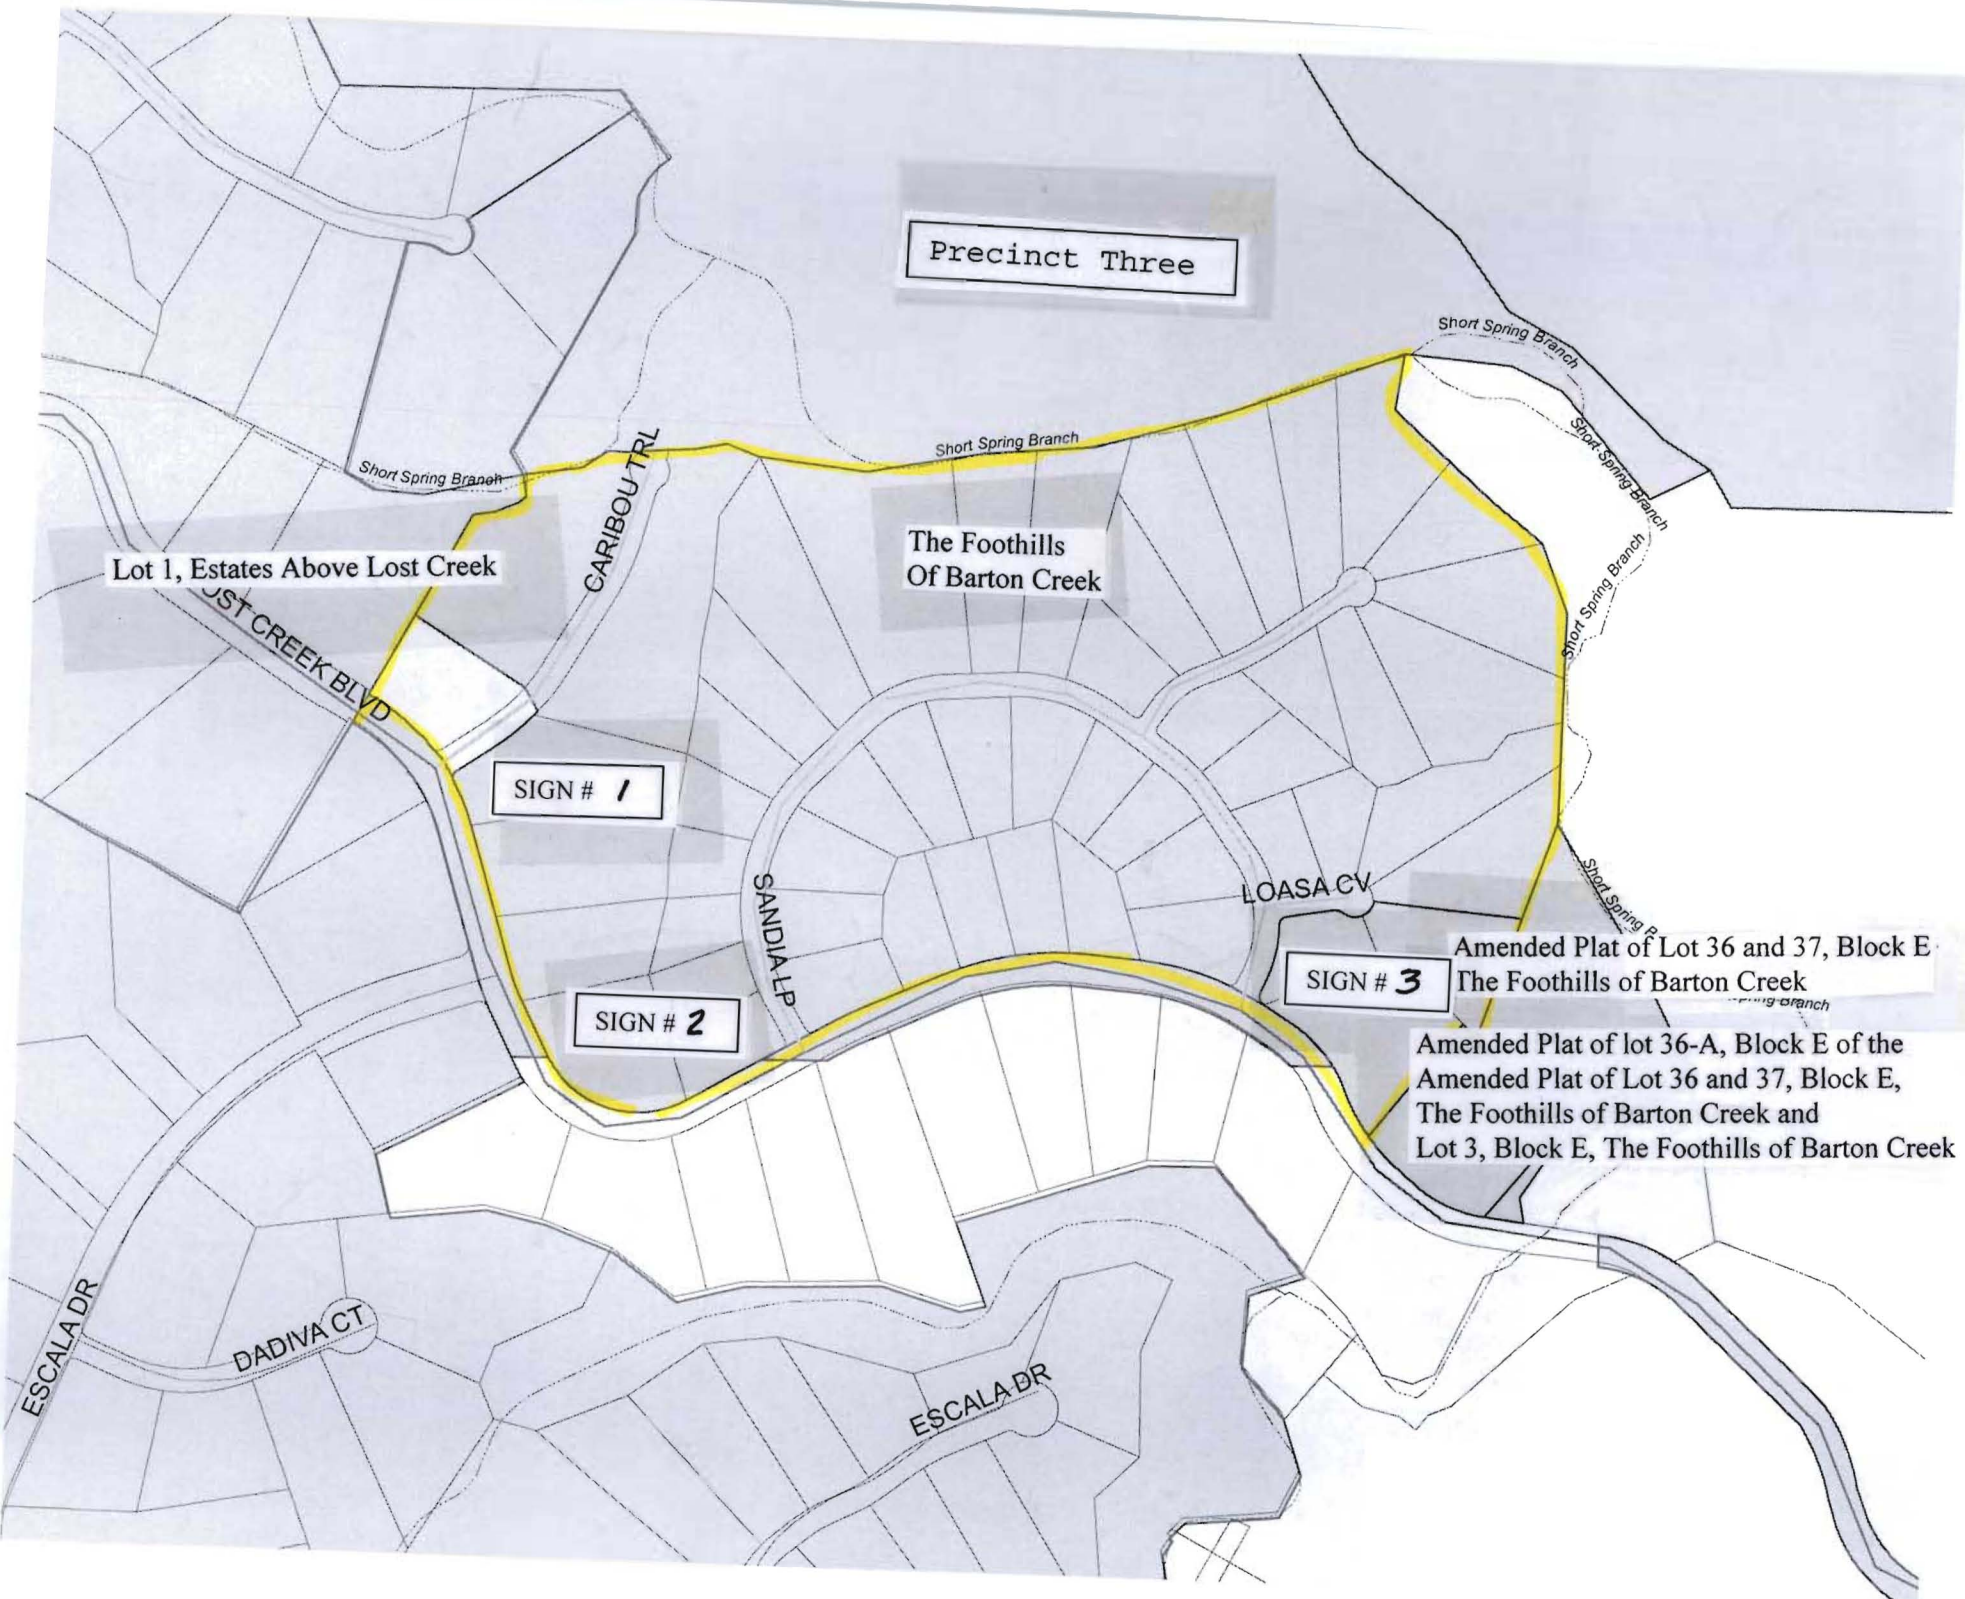 Precinct Three
Short Spring Branch
Short Spring Branch
Short Spring Branch
Short Spring Branch
CARIBOU TRL
The Foothills
Of Barton Creek
Lot 1, Estates Above Lost Creek
Short Spring Branch
OST CREEK BLVD
SIGN # 1
SANDIA LP
LOASA CV
Short Spring
Amended Plat of Lot 36 and 37, Block E
SIGN # 3
The Foothills of Barton Creek
Branch
SIGN # 2
Amended Plat of lot 36-A, Block E of the
Amended Plat of Lot 36 and 37, Block E,
The Foothills of Barton Creek and
Lot 3, Block E, The Foothills of Barton Creek
ESCALA DR
DADIVA CT
ESCALA DR